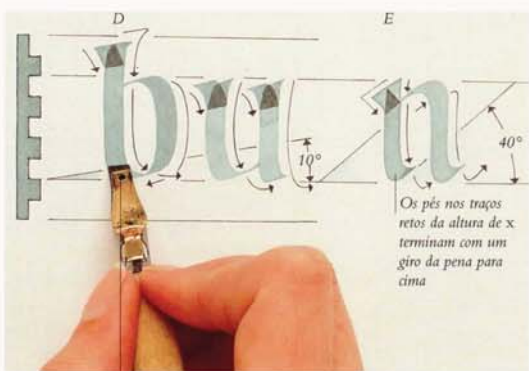 D
E
bu
n
10°
40°
Os pés nos traços
retos da altura de x
terminam com um
giro da pena para
cima